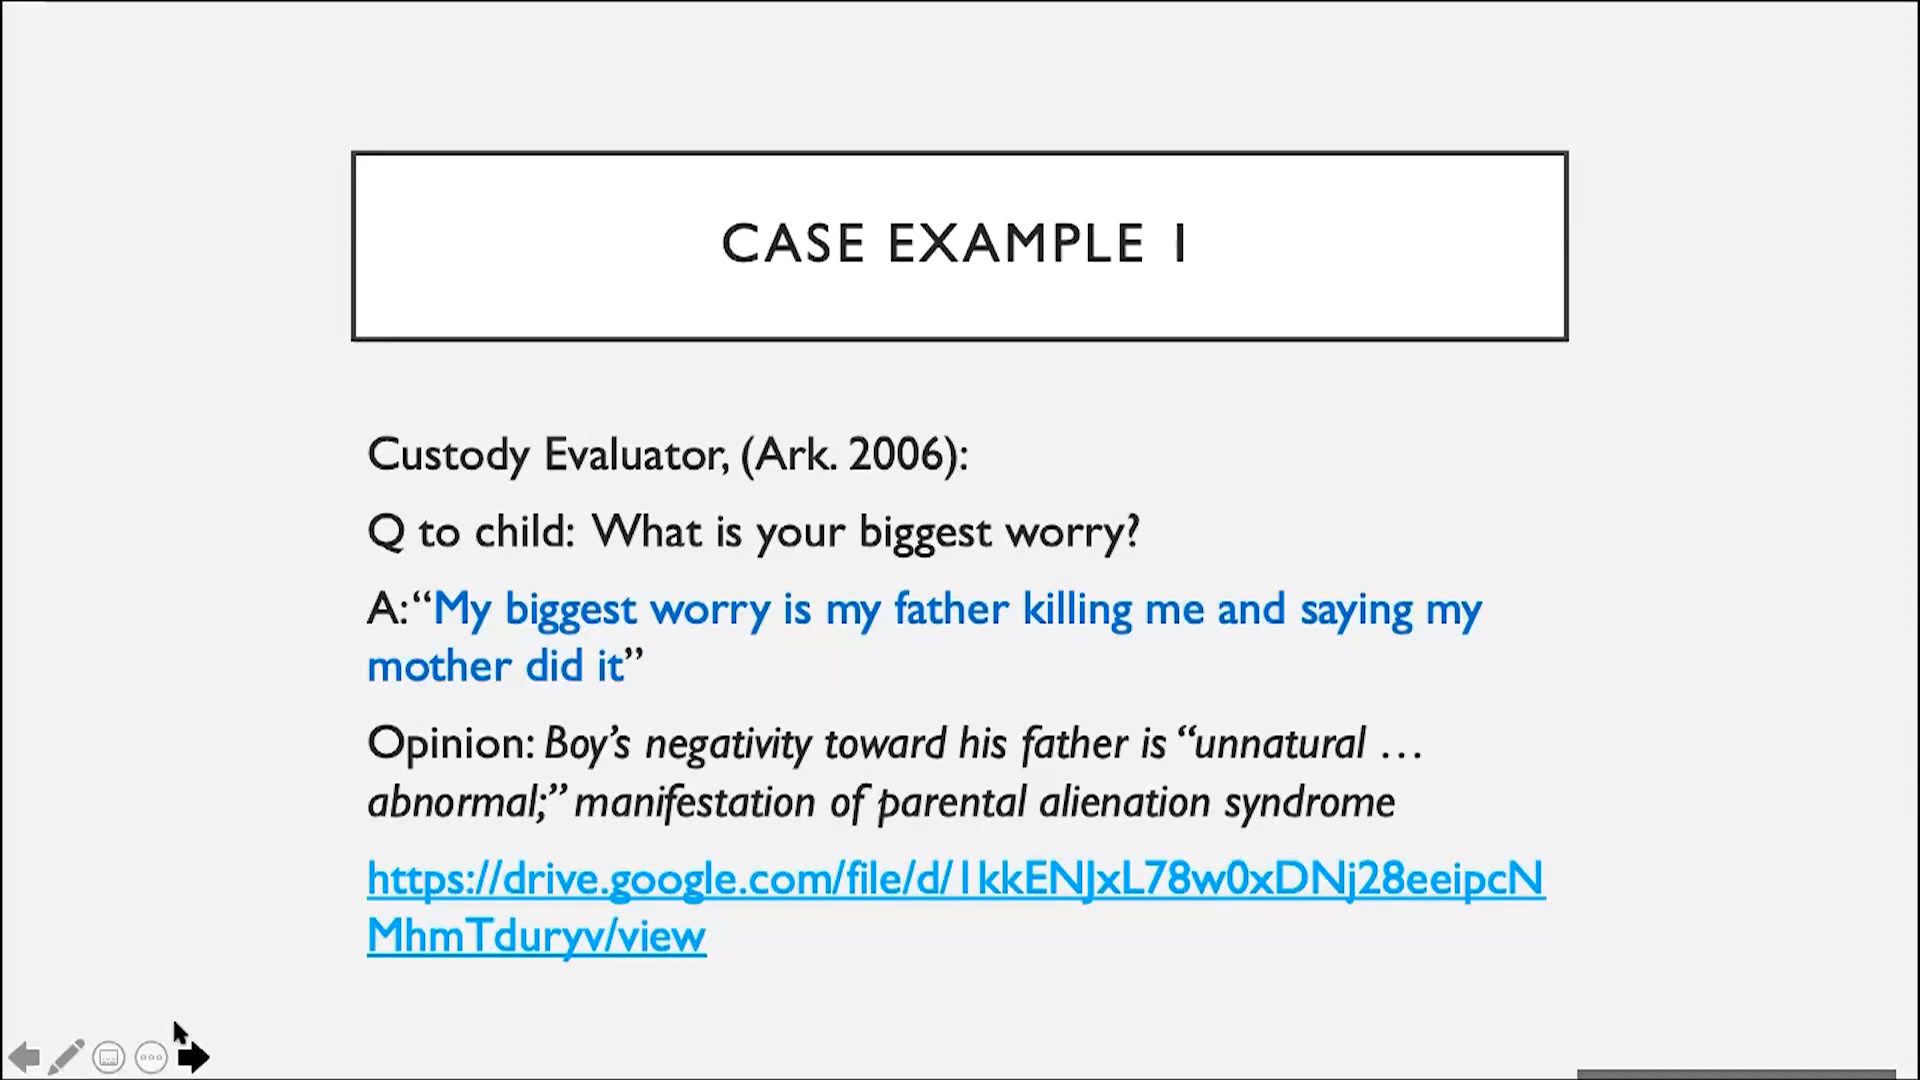 CASE EXAMPLE 1
Custody Evaluator, (Ark. 2006):
Q to child: What is your biggest worry?
A: “My biggest worry is my father killing me and saying my
mother did it”
Opinion: Boy’s negativity toward his father is “unnatural …
abnormal;” manifestation of parental alienation syndrome
https://drive.google.com/file/d/1kkENJxL78w0xDNj28eeipcN
MhmTduryv/view